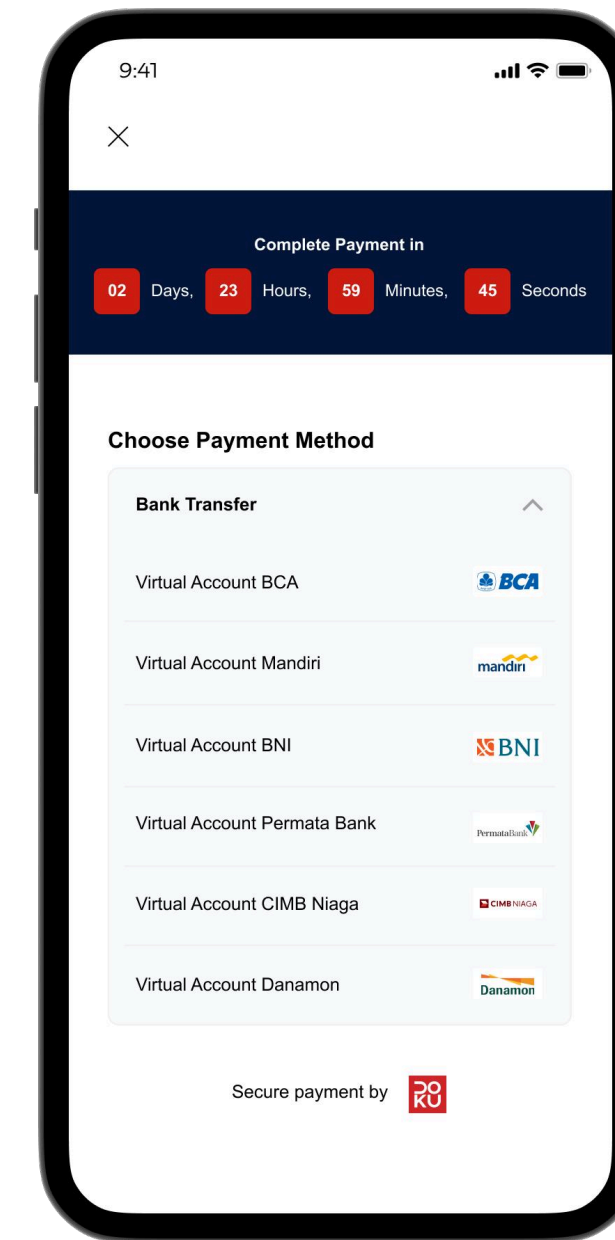 9:41
Complete Payment in
02 Days, 23 Hours, 59 Minutes, 45 Seconds
Choose Payment Method
Bank Transfer
Virtual Account BCA BCA
Virtual Account Mandiri mandiri
Virtual Account BNI BNI
Virtual Account Permata Bank PermataBank
Virtual Account CIMB Niaga CIMB NIAGA
Virtual Account Danamon Danamon
Secure payment by DOKU